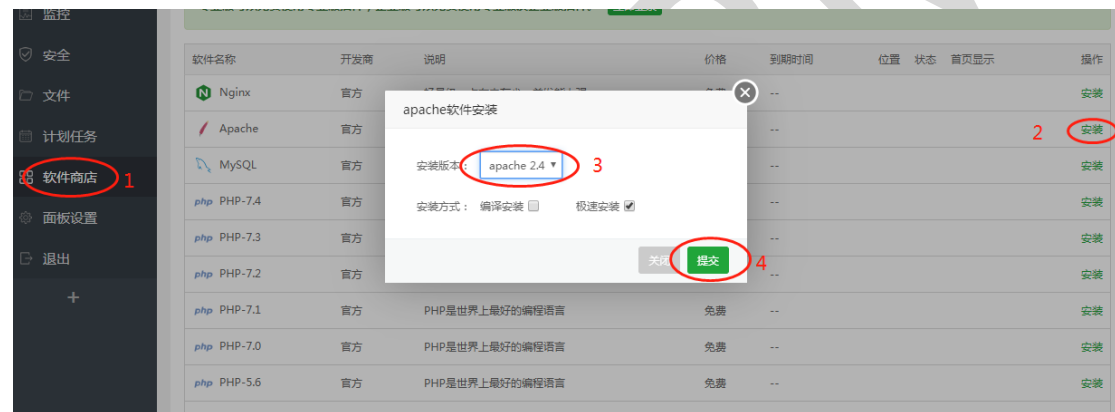 监控
安全
文件
计划任务
软件商店 1
面板设置
退出
+
软件名称 开发商 说明 价格 到期时间 位置 状态 首页显示 操作
Nginx 官方 -- 安装
Apache 官方 -- 2 安装
MySQL 官方 -- 安装
php PHP-7.4 官方 -- 安装
php PHP-7.3 官方 -- 安装
php PHP-7.2 官方 -- 安装
php PHP-7.1 官方 PHP是世界上最好的编程语言 免费 -- 安装
php PHP-7.0 官方 PHP是世界上最好的编程语言 免费 -- 安装
php PHP-5.6 官方 PHP是世界上最好的编程语言 免费 -- 安装
apache软件安装
安装版本: apache 2.4 3
安装方式: 编译安装 极速安装
关闭 提交 4